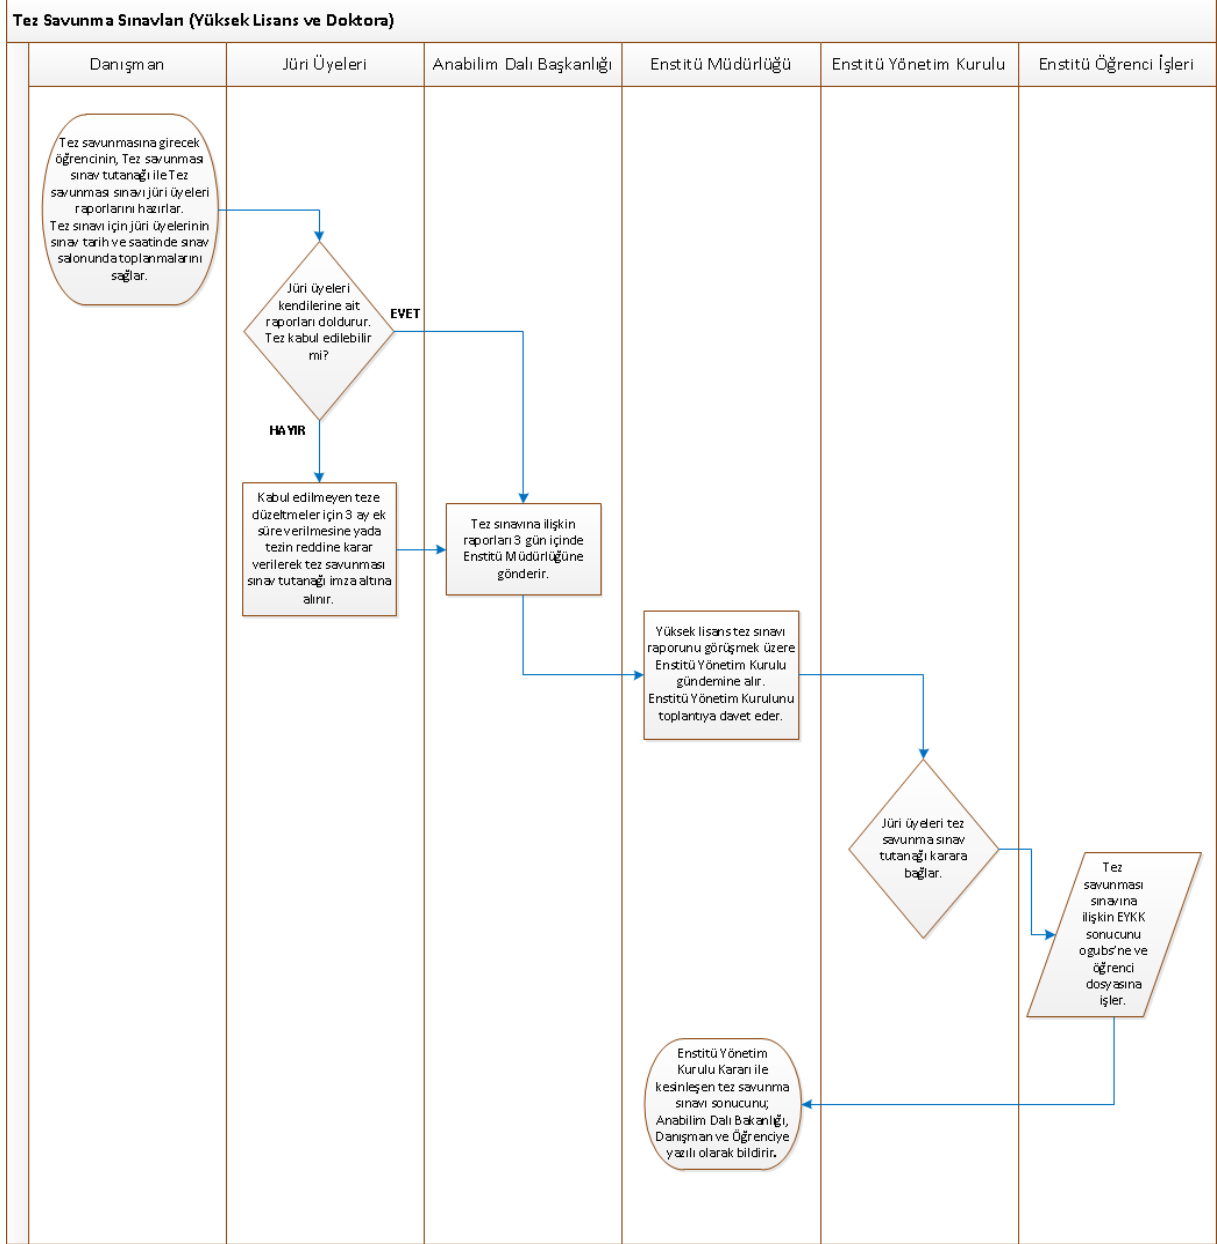 Tez Savunma Sınavları (Yüksek Lisans ve Doktora)
Danışman
Jüri Üyeleri
Anabilim Dalı Başkanlığı
Enstitü Müdürlüğü
Enstitü Yönetim Kurulu
Enstitü Öğrenci İşleri
Tez savunmasına girecek
öğrencinin, Tez savunması
sınav tutanağı ile Tez
savunması sınavı jüri üyeleri
raporlarını hazırlar.
Tez sınavı için jüri üyelerinin
sınav tarih ve saatinde sınav
salonunda toplanmalarını
sağlar.
Jüri üyeleri
kendilerine ait
raporları doldurur.
Tez kabul edilebilir
mi?
EVET
HAYIR
Kabul edilmeyen teze
düzeltmeler için 3 ay ek
süre verilmesine yada
tezin reddine karar
verilerek tez savunması
sınav tutanağı imza altına
alınır.
Tez sınavına ilişkin
raporları 3 gün içinde
Enstitü Müdürlüğüne
gönderir.
Yüksek lisans tez sınavı
raporunu görüşmek üzere
Enstitü Yönetim Kurulu
gündemine alır.
Enstitü Yönetim Kurulunu
toplantıya davet eder.
Jüri üyeleri tez
savunma sınav
tutanağı karara
bağlar.
Tez
savunması
sınavına
ilişkin EYKK
sonucunu
ogubs'ne ve
öğrenci
dosyasına
işler.
Enstitü Yönetim
Kurulu Kararı ile
kesinleşen tez savunma
sınavı sonucunu;
Anabilim Dalı Bakanlığı,
Danışman ve Öğrenciye
yazılı olarak bildirir.